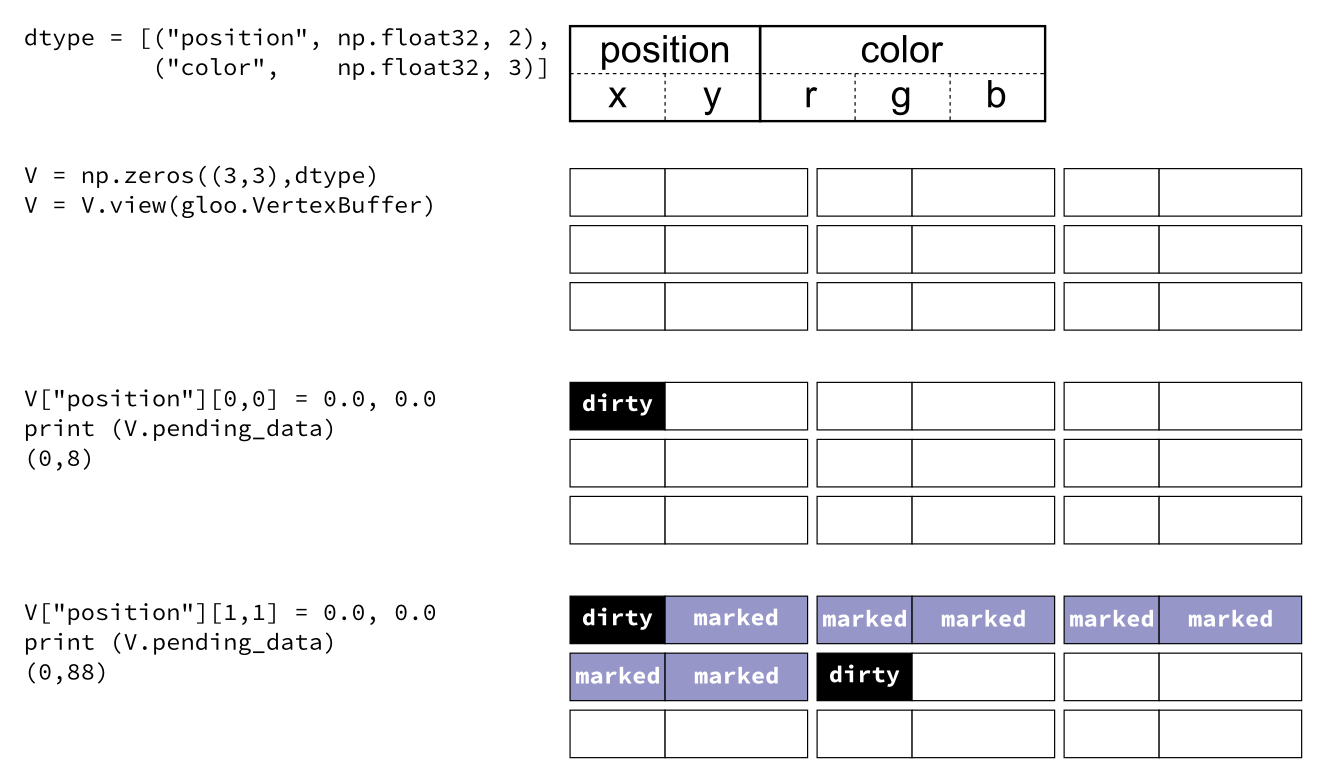 dtype = [("position", np.float32, 2),
("color",    np.float32, 3)]
position color
x y r g b
V = np.zeros((3,3),dtype)
V = V.view(gloo.VertexBuffer)
V["position"][0,0] = 0.0, 0.0
print (V.pending_data)
(0,8)
dirty
V["position"][1,1] = 0.0, 0.0
print (V.pending_data)
(0,88)
dirty marked marked marked marked marked
marked marked dirty